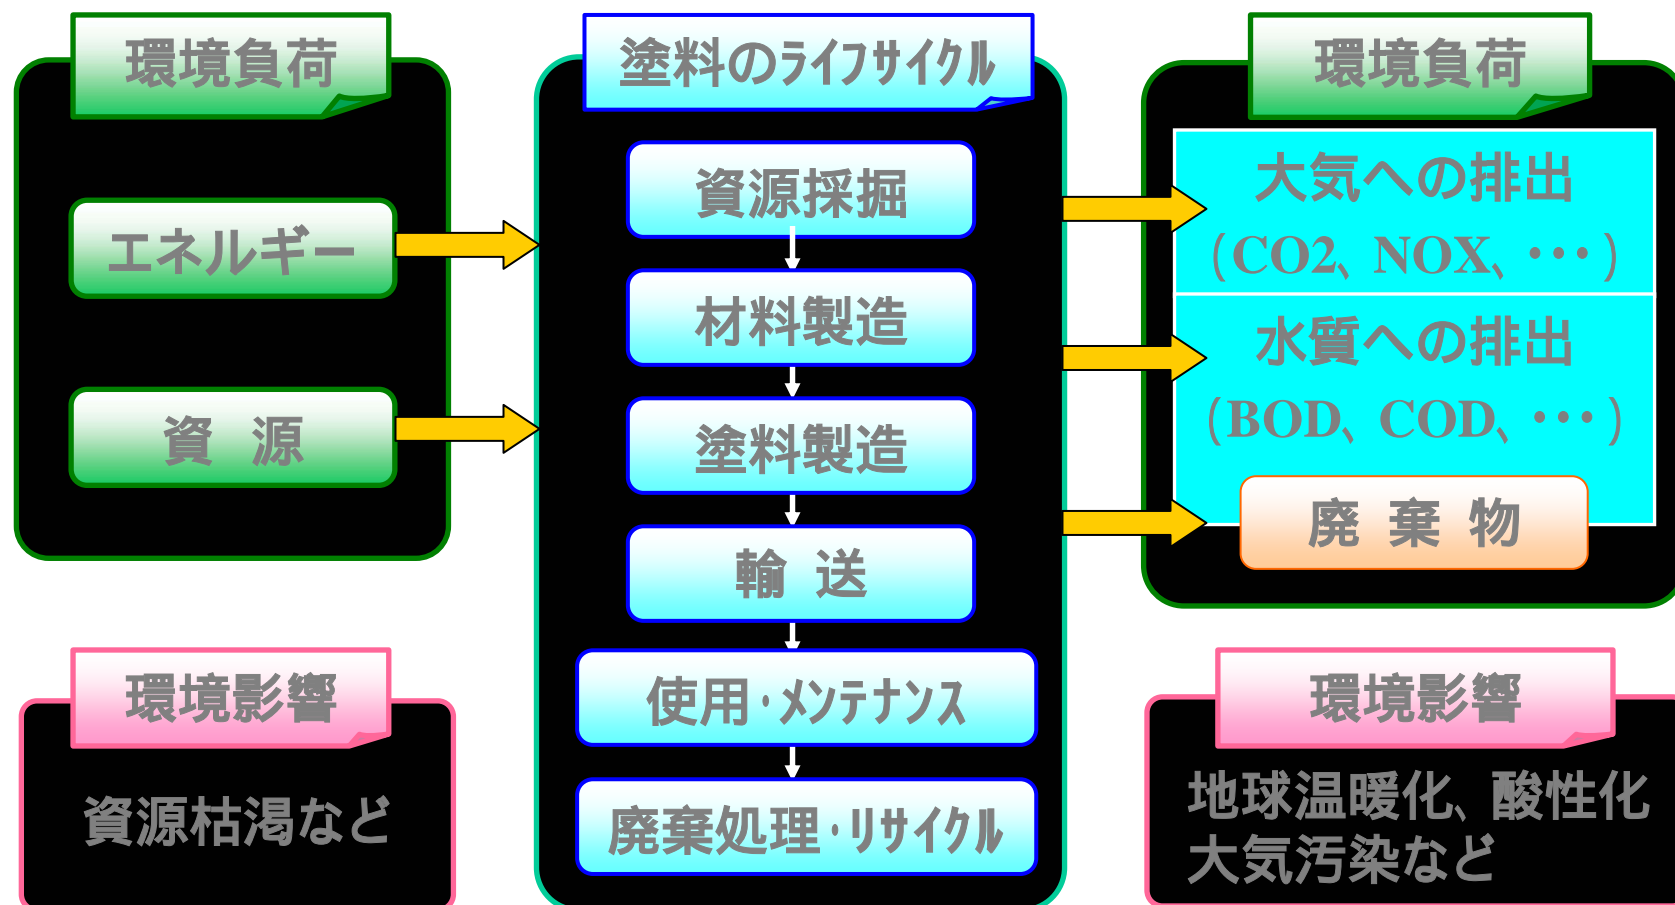 環境負荷
エネルギー
資 源
環境影響
資源枯渇など
塗料のライフサイクル
資源採掘
材料製造
塗料製造
輸 送
使用・メンテナンス
廃棄処理・リサイクル
環境負荷
大気への排出
(CO2、NOX、・・・)
水質への排出
(BOD、COD、・・・)
廃 棄 物
環境影響
地球温暖化、酸性化
大気汚染など